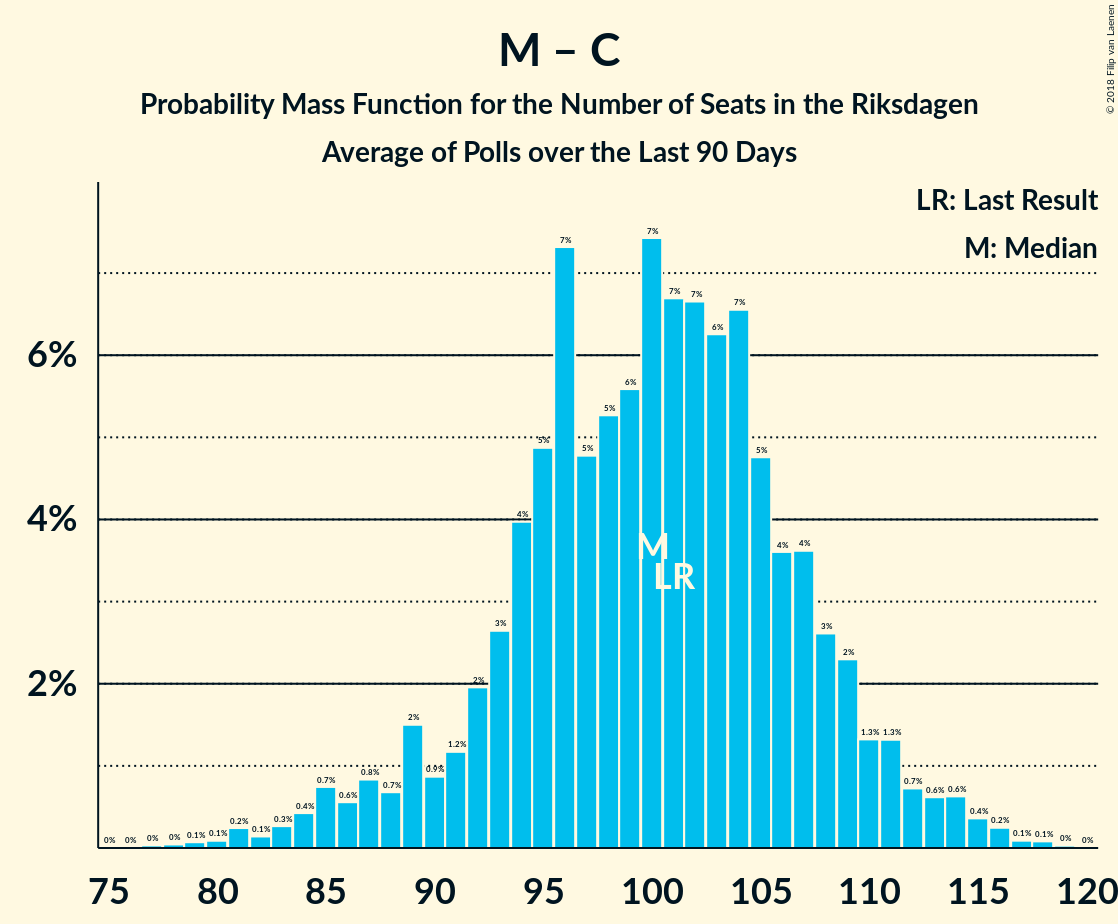 M – C
Probability Mass Function for the Number of Seats in the Riksdagen
Average of Polls over the Last 90 Days
© 2018 Filip van Laenen
LR: Last Result
M: Median
6%
4%
2%
0% 0% 0% 0% 0.1% 0.1% 0.2% 0.1% 0.3% 0.4% 0.7% 0.6% 0.8% 0.7% 2% 0.9% 1.2% 2% 3% 4% 5% 7% 5% 5% 6% 7% 7% 7% 6% 7% 5% 4% 4% 3% 2% 1.3% 1.3% 0.7% 0.6% 0.6% 0.4% 0.2% 0.1% 0.1% 0% 0%
M
LR
75 80 85 90 95 100 105 110 115 120